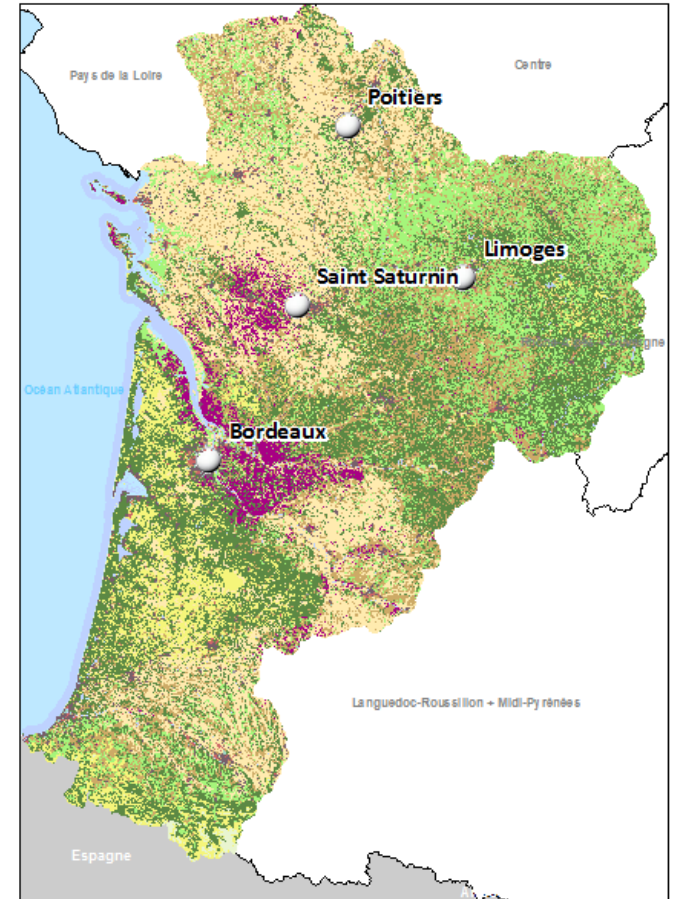 Centre
Pays de la Loire
Poitiers
Limoges
Saint Saturnin
Océan Atlantique
Bordeaux
Languedoc-Roussillon + Midi-Pyrénées
Espagne